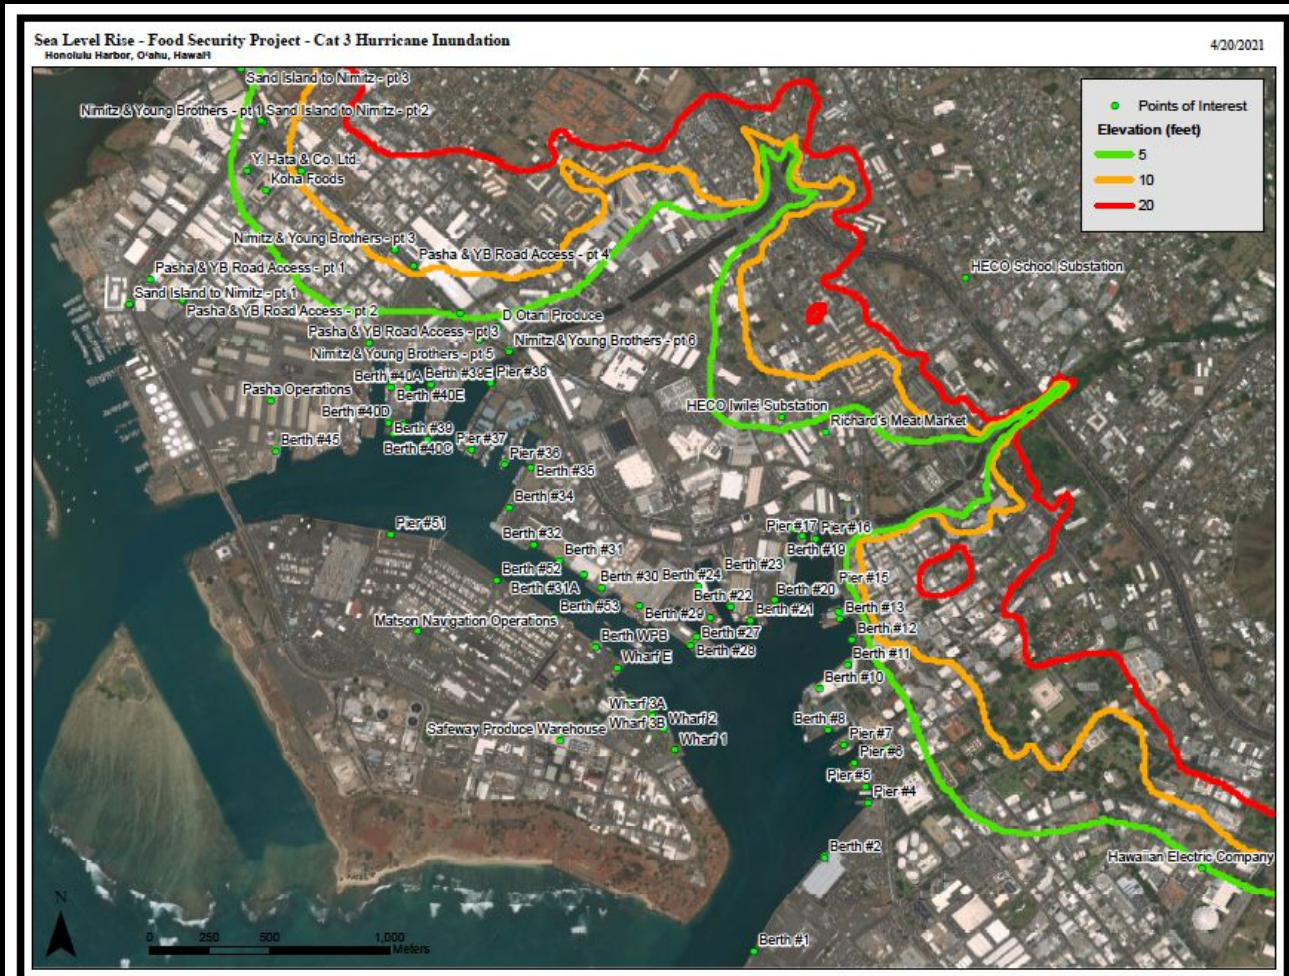 Sea Level Rise - Food Security Project - Cat 3 Hurricane Inundation
Honolulu Harbor, O'ahu, Hawai'i
4/20/2021
Points of Interest
Elevation (feet)
5
10
20
Sand Island to Nimitz - pt 3
Nimitz & Young Brothers - pt 1
Sand Island to Nimitz - pt 2
Y. Hata & Co. Ltd.
Koha Foods
Nimitz & Young Brothers - pt 3
Pasha & YB Road Access - pt 4
Pasha & YB Road Access - pt 1
HECO School Substation
Sand Island to Nimitz - pt 1
Pasha & YB Road Access - pt 2
D Otani Produce
Pasha & YB Road Access - pt 3
Nimitz & Young Brothers - pt 6
Nimitz & Young Brothers - pt 5
Berth #40A
Berth #39E
Pier #38
Pasha Operations
Berth #40E
Berth #40D
HECO Iwilei Substation
Richard's Meat Market
Berth #39
Berth #45
Berth #40C
Pier #37
Pier #36
Berth #35
Berth #34
Pier #51
Pier #17
Pier #16
Berth #32
Berth #19
Berth #31
Berth #23
Berth #52
Berth #30
Berth #24
Pier #15
Berth #31A
Berth #20
Berth #53
Berth #22
Berth #21
Berth #13
Matson Navigation Operations
Berth #29
Berth #12
Berth WPB
Berth #27
Berth #28
Berth #11
Wharf E
Berth #10
Wharf 3A
Wharf 2
Wharf 3B
Safeway Produce Warehouse
Berth #8
Wharf 1
Pier #7
Pier #6
Pier #5
Pier #4
Berth #2
Hawaiian Electric Company
Berth #1
N
0 250 500 1,000
Meters